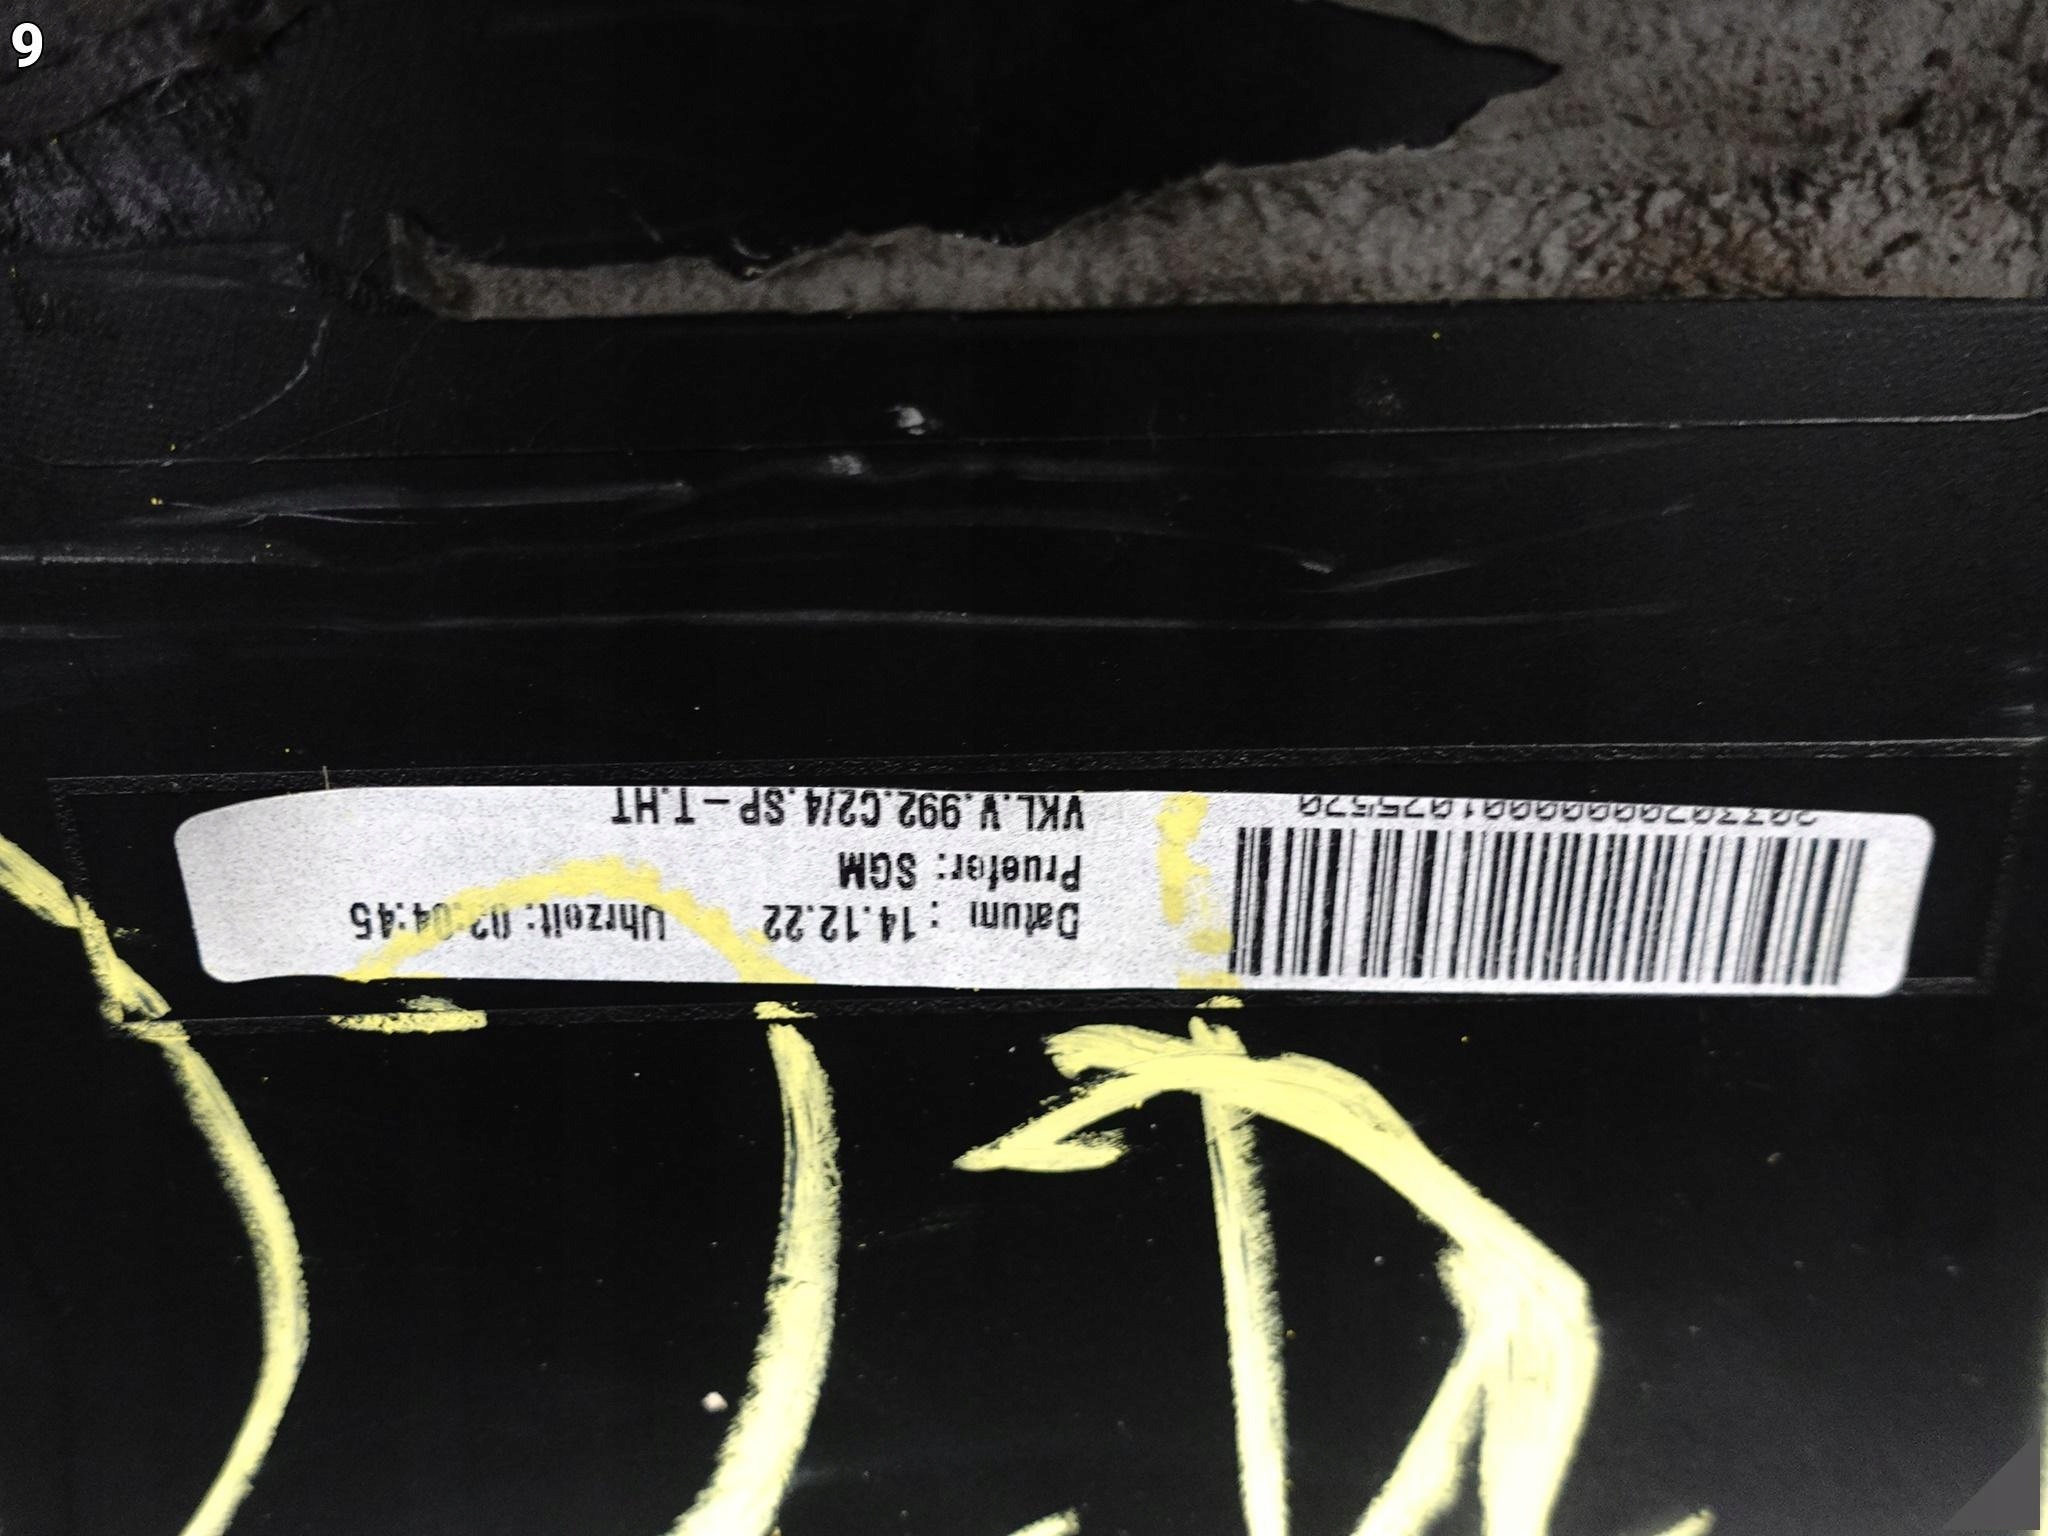 9
Datum : 14.12.22 Uhrzeit: 02:04:45
Pruefer: SGM
VKL.V.992.C2/4.SP-T.HT